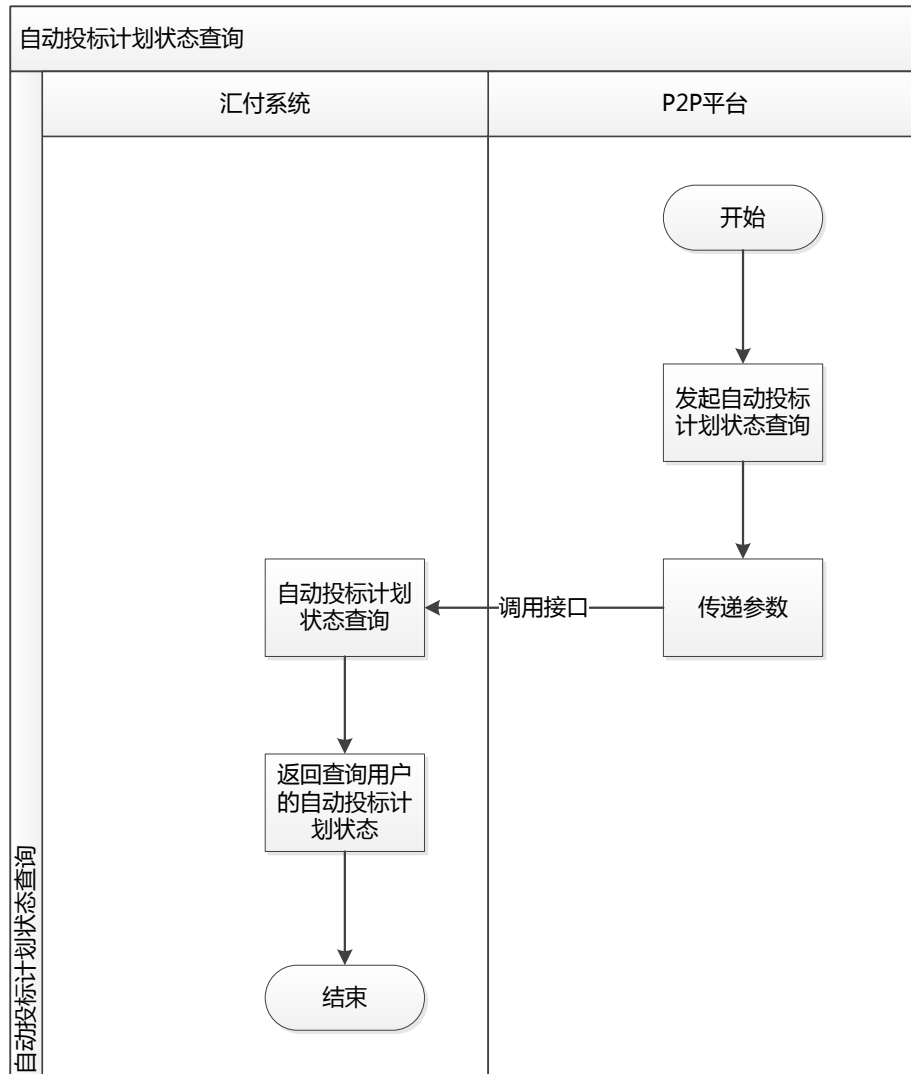 自动投标计划状态查询
汇付系统
P2P平台
开始
发起自动投标
计划状态查询
自动投标计划
状态查询
调用接口
传递参数
返回查询用户
的自动投标计
划状态
结束
自动投标计划状态查询